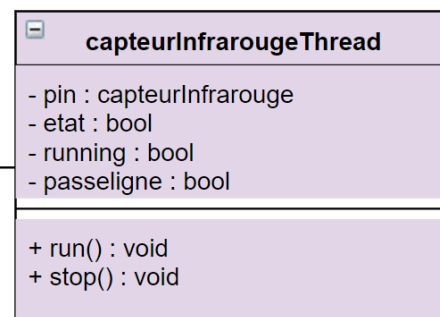 capteurInfrarougeThread
- pin : capteurInfrarouge
- etat : bool
- running : bool
- passeligne : bool
+ run() : void
+ stop() : void